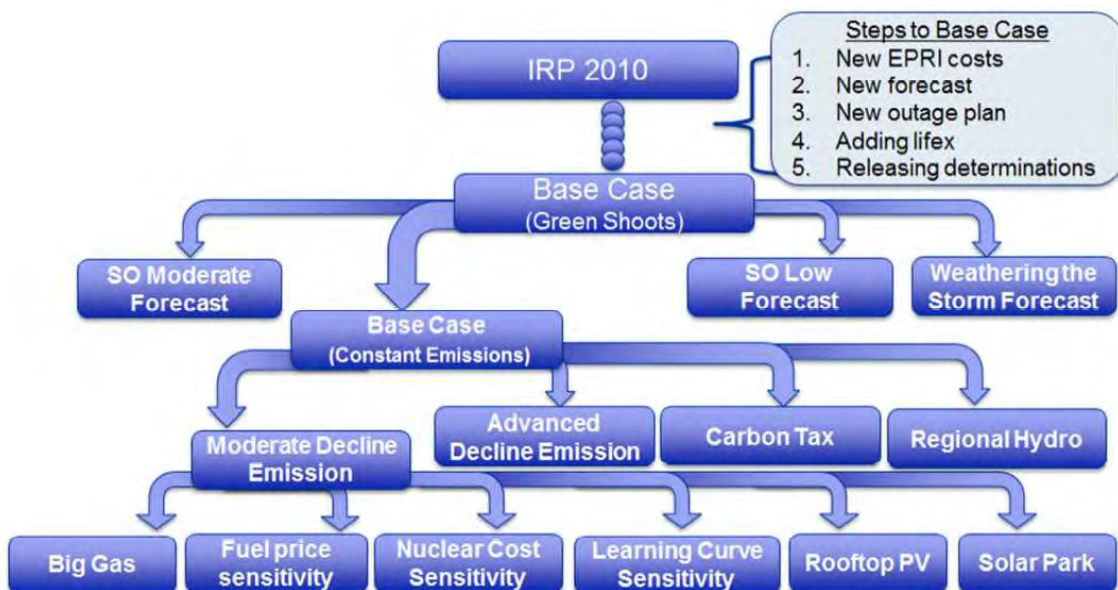 Steps to Base Case
1. New EPRI costs
2. New forecast
3. New outage plan
4. Adding lifex
5. Releasing determinations
IRP 2010
Base Case
(Green Shoots)
SO Moderate
Forecast
SO Low
Forecast
Weathering the
Storm Forecast
Base Case
(Constant Emissions)
Moderate Decline
Emission
Advanced
Decline Emission
Carbon Tax
Regional Hydro
Big Gas
Fuel price
sensitivity
Nuclear Cost
Sensitivity
Learning Curve
Sensitivity
Rooftop PV
Solar Park